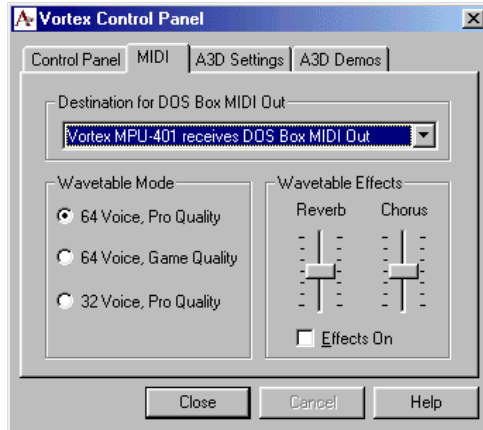 Vortex Control Panel
Control Panel MIDI A3D Settings A3D Demos
Destination for DOS Box MIDI Out
Vortex MPU-401 receives DOS Box MIDI Out
Wavetable Mode
64 Voice, Pro Quality
64 Voice, Game Quality
32 Voice, Pro Quality
Wavetable Effects
Reverb Chorus
Effects On
Close Cancel Help